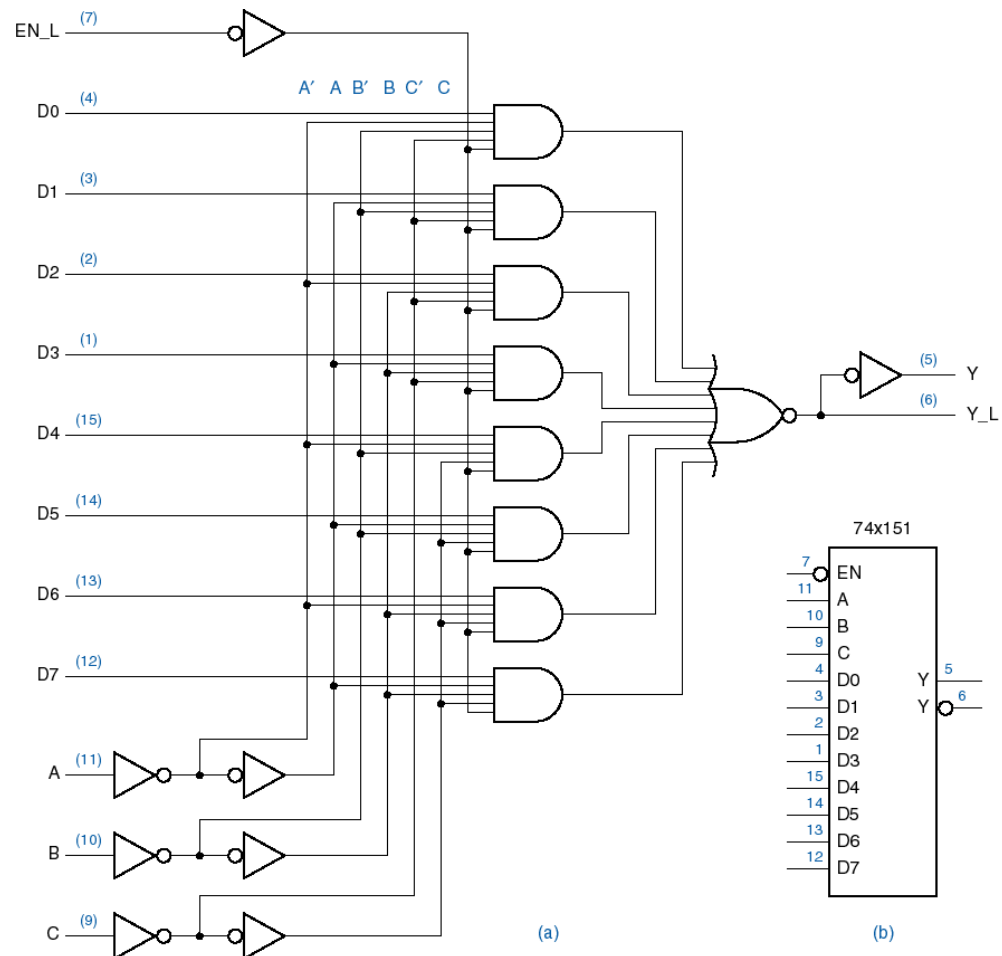 EN_L (7)
A′ A B′ B C′ C
D0 (4)
D1 (3)
D2 (2)
D3 (1)
(5) Y
(6) Y_L
D4 (15)
D5 (14)
D6 (13)
D7 (12)
A (11)
B (10)
C (9)
(a)
74x151
7 EN
11 A
10 B
9 C
4 D0 Y 5
3 D1 Y 6
2 D2
1 D3
15 D4
14 D5
13 D6
12 D7
(b)